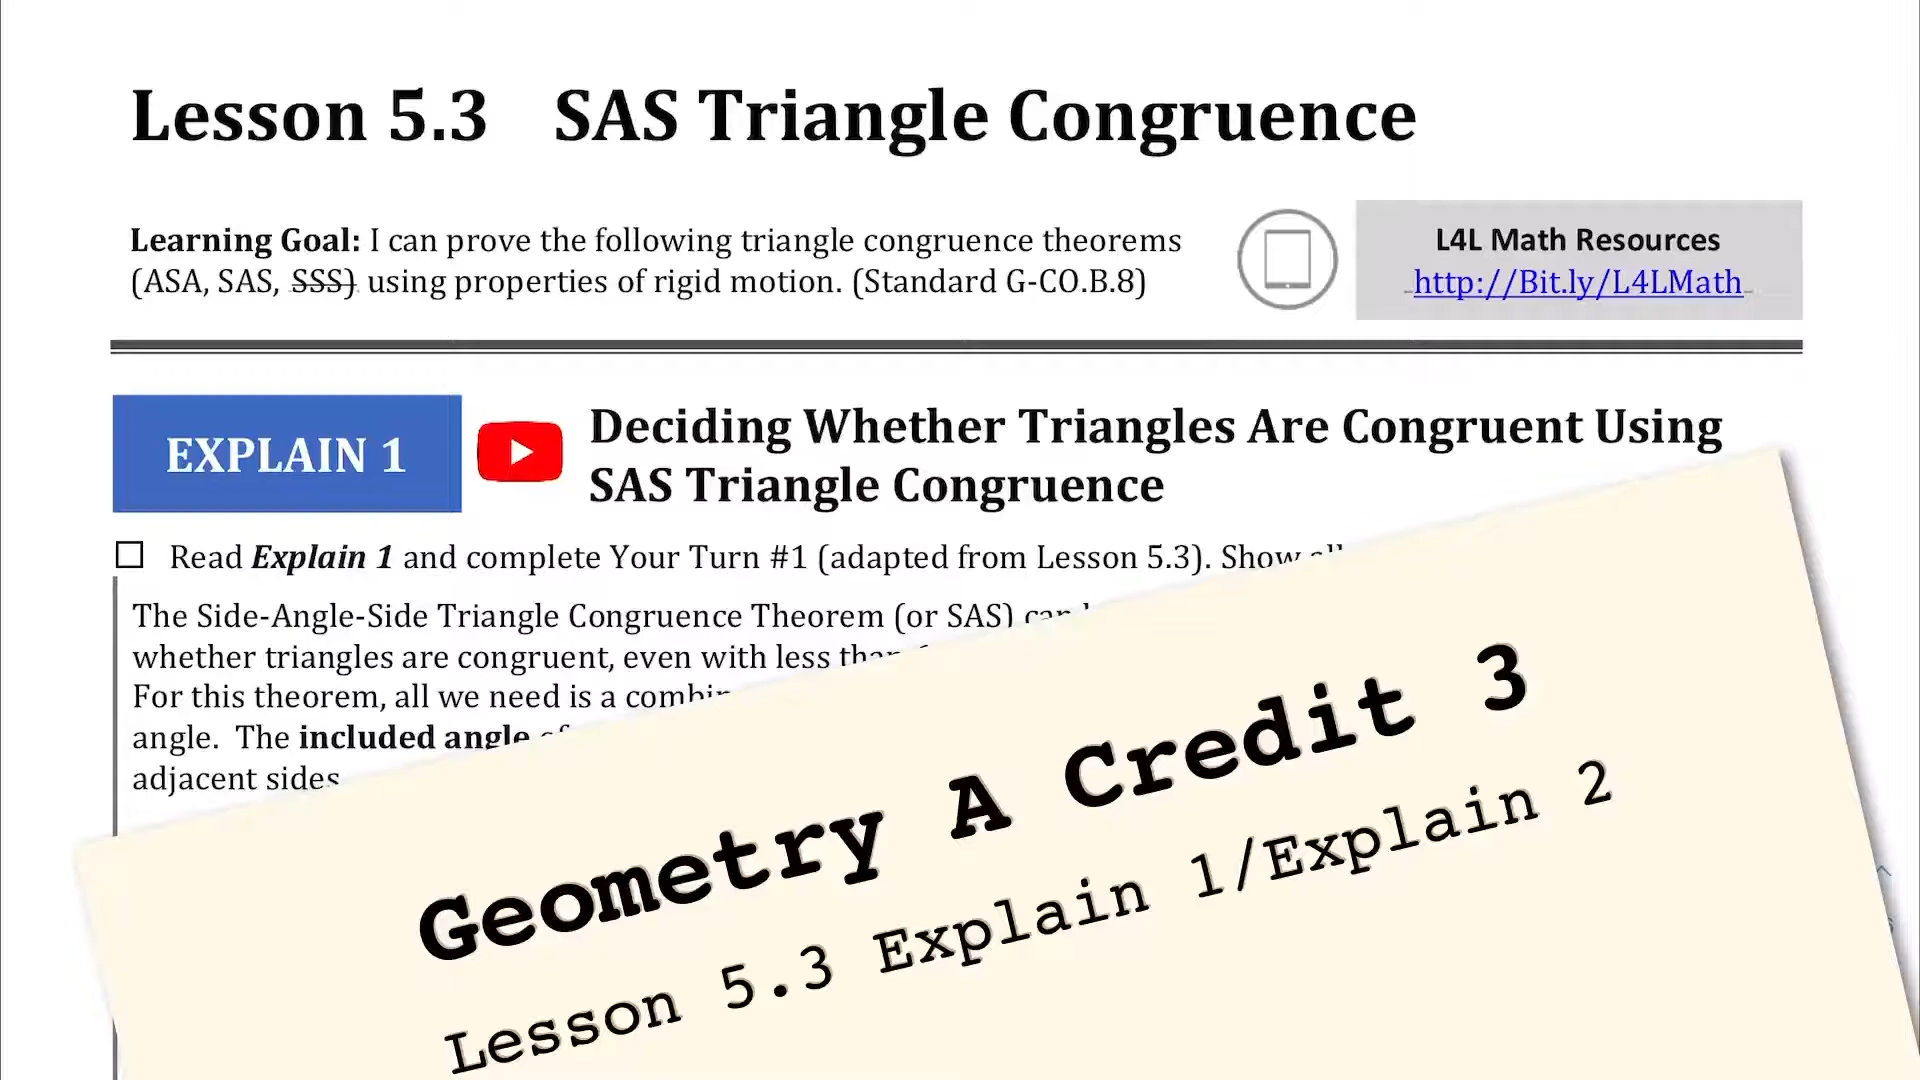 Lesson 5.3 SAS Triangle Congruence
Learning Goal: I can prove the following triangle congruence theorems
(ASA, SAS, SSS) using properties of rigid motion. (Standard G-CO.B.8)
L4L Math Resources
http://Bit.ly/L4LMath
EXPLAIN 1
Deciding Whether Triangles Are Congruent Using
SAS Triangle Congruence
Read Explain 1 and complete Your Turn #1 (adapted from Lesson 5.3). Show
The Side-Angle-Side Triangle Congruence Theorem (or SAS) can
whether triangles are congruent, even with less than
For this theorem, all we need is a
angle. The included angle of
adjacent sides
Geometry A Credit 3
Lesson 5.3 Explain 1/Explain 2